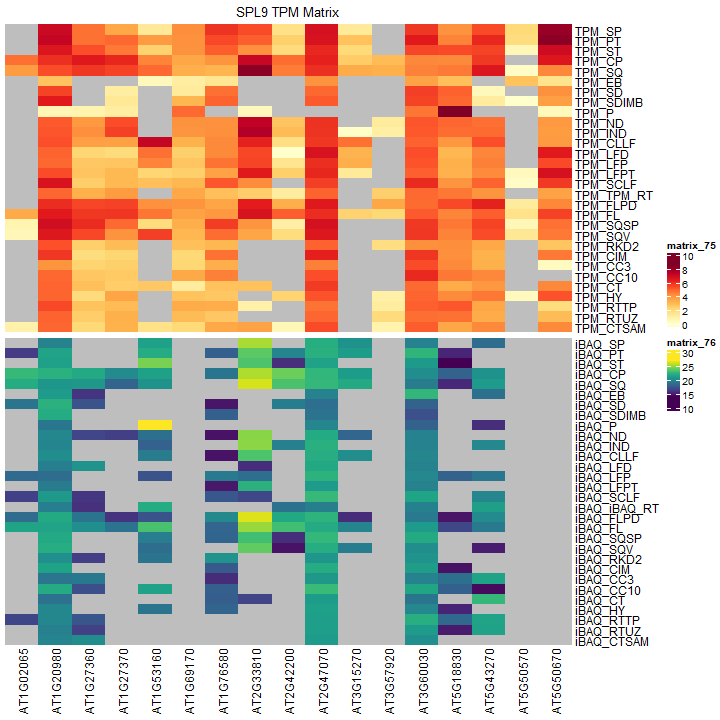 SPL9 TPM Matrix
TPM_SP
TPM_PT
TPM_ST
TPM_CP
TPM_SQ
TPM_EB
TPM_SD
TPM_SDIMB
TPM_P
TPM_ND
TPM_IND
TPM_CLLF
TPM_LFD
TPM_LFP
TPM_LFPT
TPM_SCLF
TPM_TPM_RT
TPM_FLPD
TPM_FL
TPM_SQSP
TPM_SQV
TPM_RKD2
TPM_CIM
TPM_CC3
TPM_CC10
TPM_CT
TPM_HY
TPM_RTTP
TPM_RTUZ
TPM_CTSAM
matrix_75
10
8
6
4
2
0
matrix_76
30
25
20
15
10
iBAQ_SP
iBAQ_PT
iBAQ_ST
iBAQ_CP
iBAQ_SQ
iBAQ_EB
iBAQ_SD
iBAQ_SDIMB
iBAQ_P
iBAQ_ND
iBAQ_IND
iBAQ_CLLF
iBAQ_LFD
iBAQ_LFP
iBAQ_LFPT
iBAQ_SCLF
iBAQ_iBAQ_RT
iBAQ_FLPD
iBAQ_FL
iBAQ_SQSP
iBAQ_SQV
iBAQ_RKD2
iBAQ_CIM
iBAQ_CC3
iBAQ_CC10
iBAQ_CT
iBAQ_HY
iBAQ_RTTP
iBAQ_RTUZ
iBAQ_CTSAM
AT1G02065
AT1G20980
AT1G27360
AT1G27370
AT1G53160
AT1G69170
AT1G76580
AT2G33810
AT2G42200
AT2G47070
AT3G15270
AT3G57920
AT3G60030
AT5G18830
AT5G43270
AT5G50570
AT5G50670